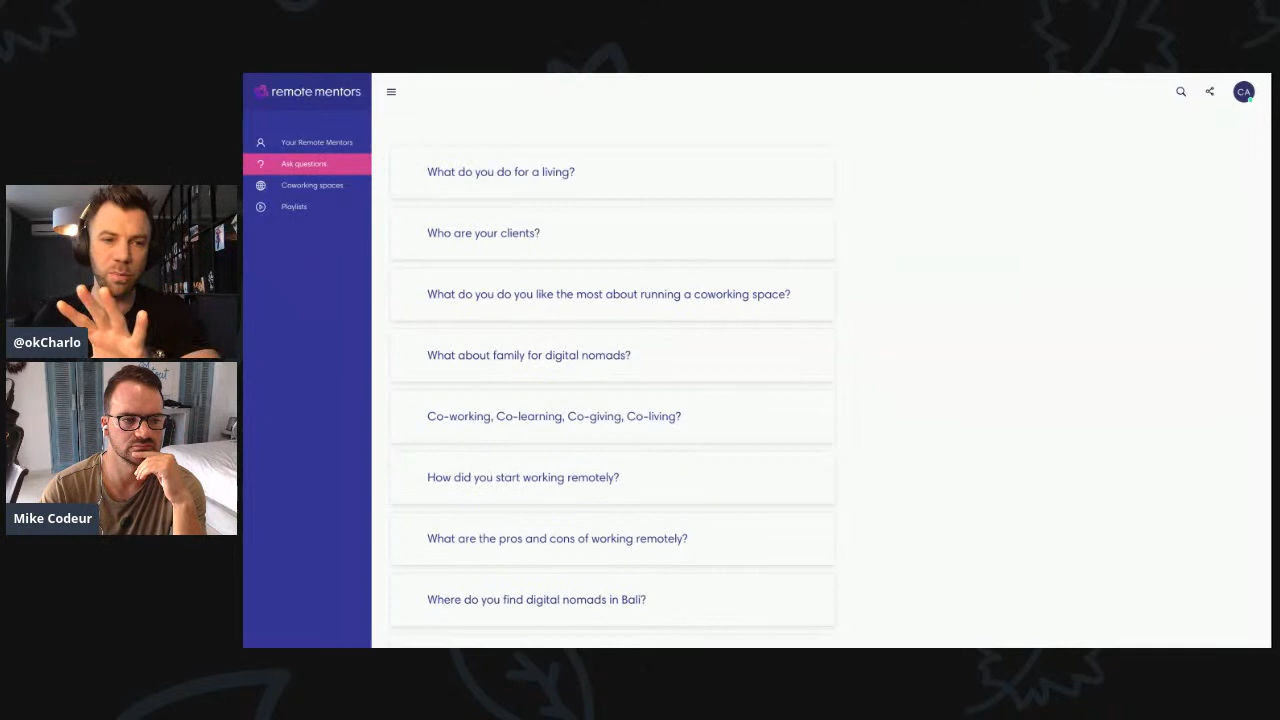 remote mentors
CA
Your Remote Mentors
Ask questions
Coworking spaces
Playlists
What do you do for a living?
Who are your clients?
What do you do you like the most about running a coworking space?
What about family for digital nomads?
Co-working, Co-learning, Co-giving, Co-living?
How did you start working remotely?
What are the pros and cons of working remotely?
Where do you find digital nomads in Bali?
@okCharlo
Mike Codeur